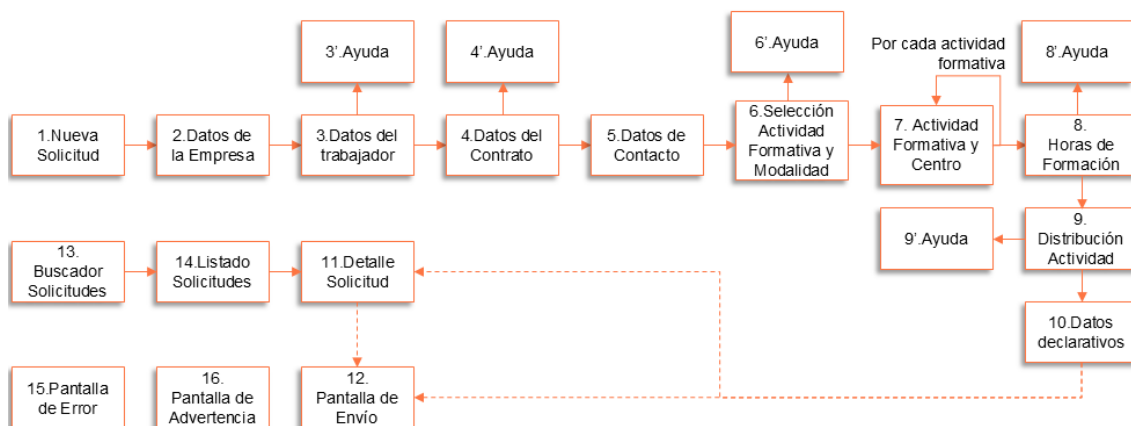 3'.Ayuda
4'.Ayuda
6'.Ayuda
Por cada actividad
formativa
8'.Ayuda
1.Nueva
Solicitud
2.Datos de
la Empresa
3.Datos del
trabajador
4.Datos del
Contrato
5.Datos de
Contacto
6.Selección
Actividad
Formativa y
Modalidad
7. Actividad
Formativa y
Centro
8.
Horas de
Formación
13.
Buscador
Solicitudes
14.Listado
Solicitudes
11.Detalle
Solicitud
9'.Ayuda
9.
Distribución
Actividad
10.Datos
declarativos
15.Pantalla
de Error
16.
Pantalla de
Advertencia
12.
Pantalla de
Envío